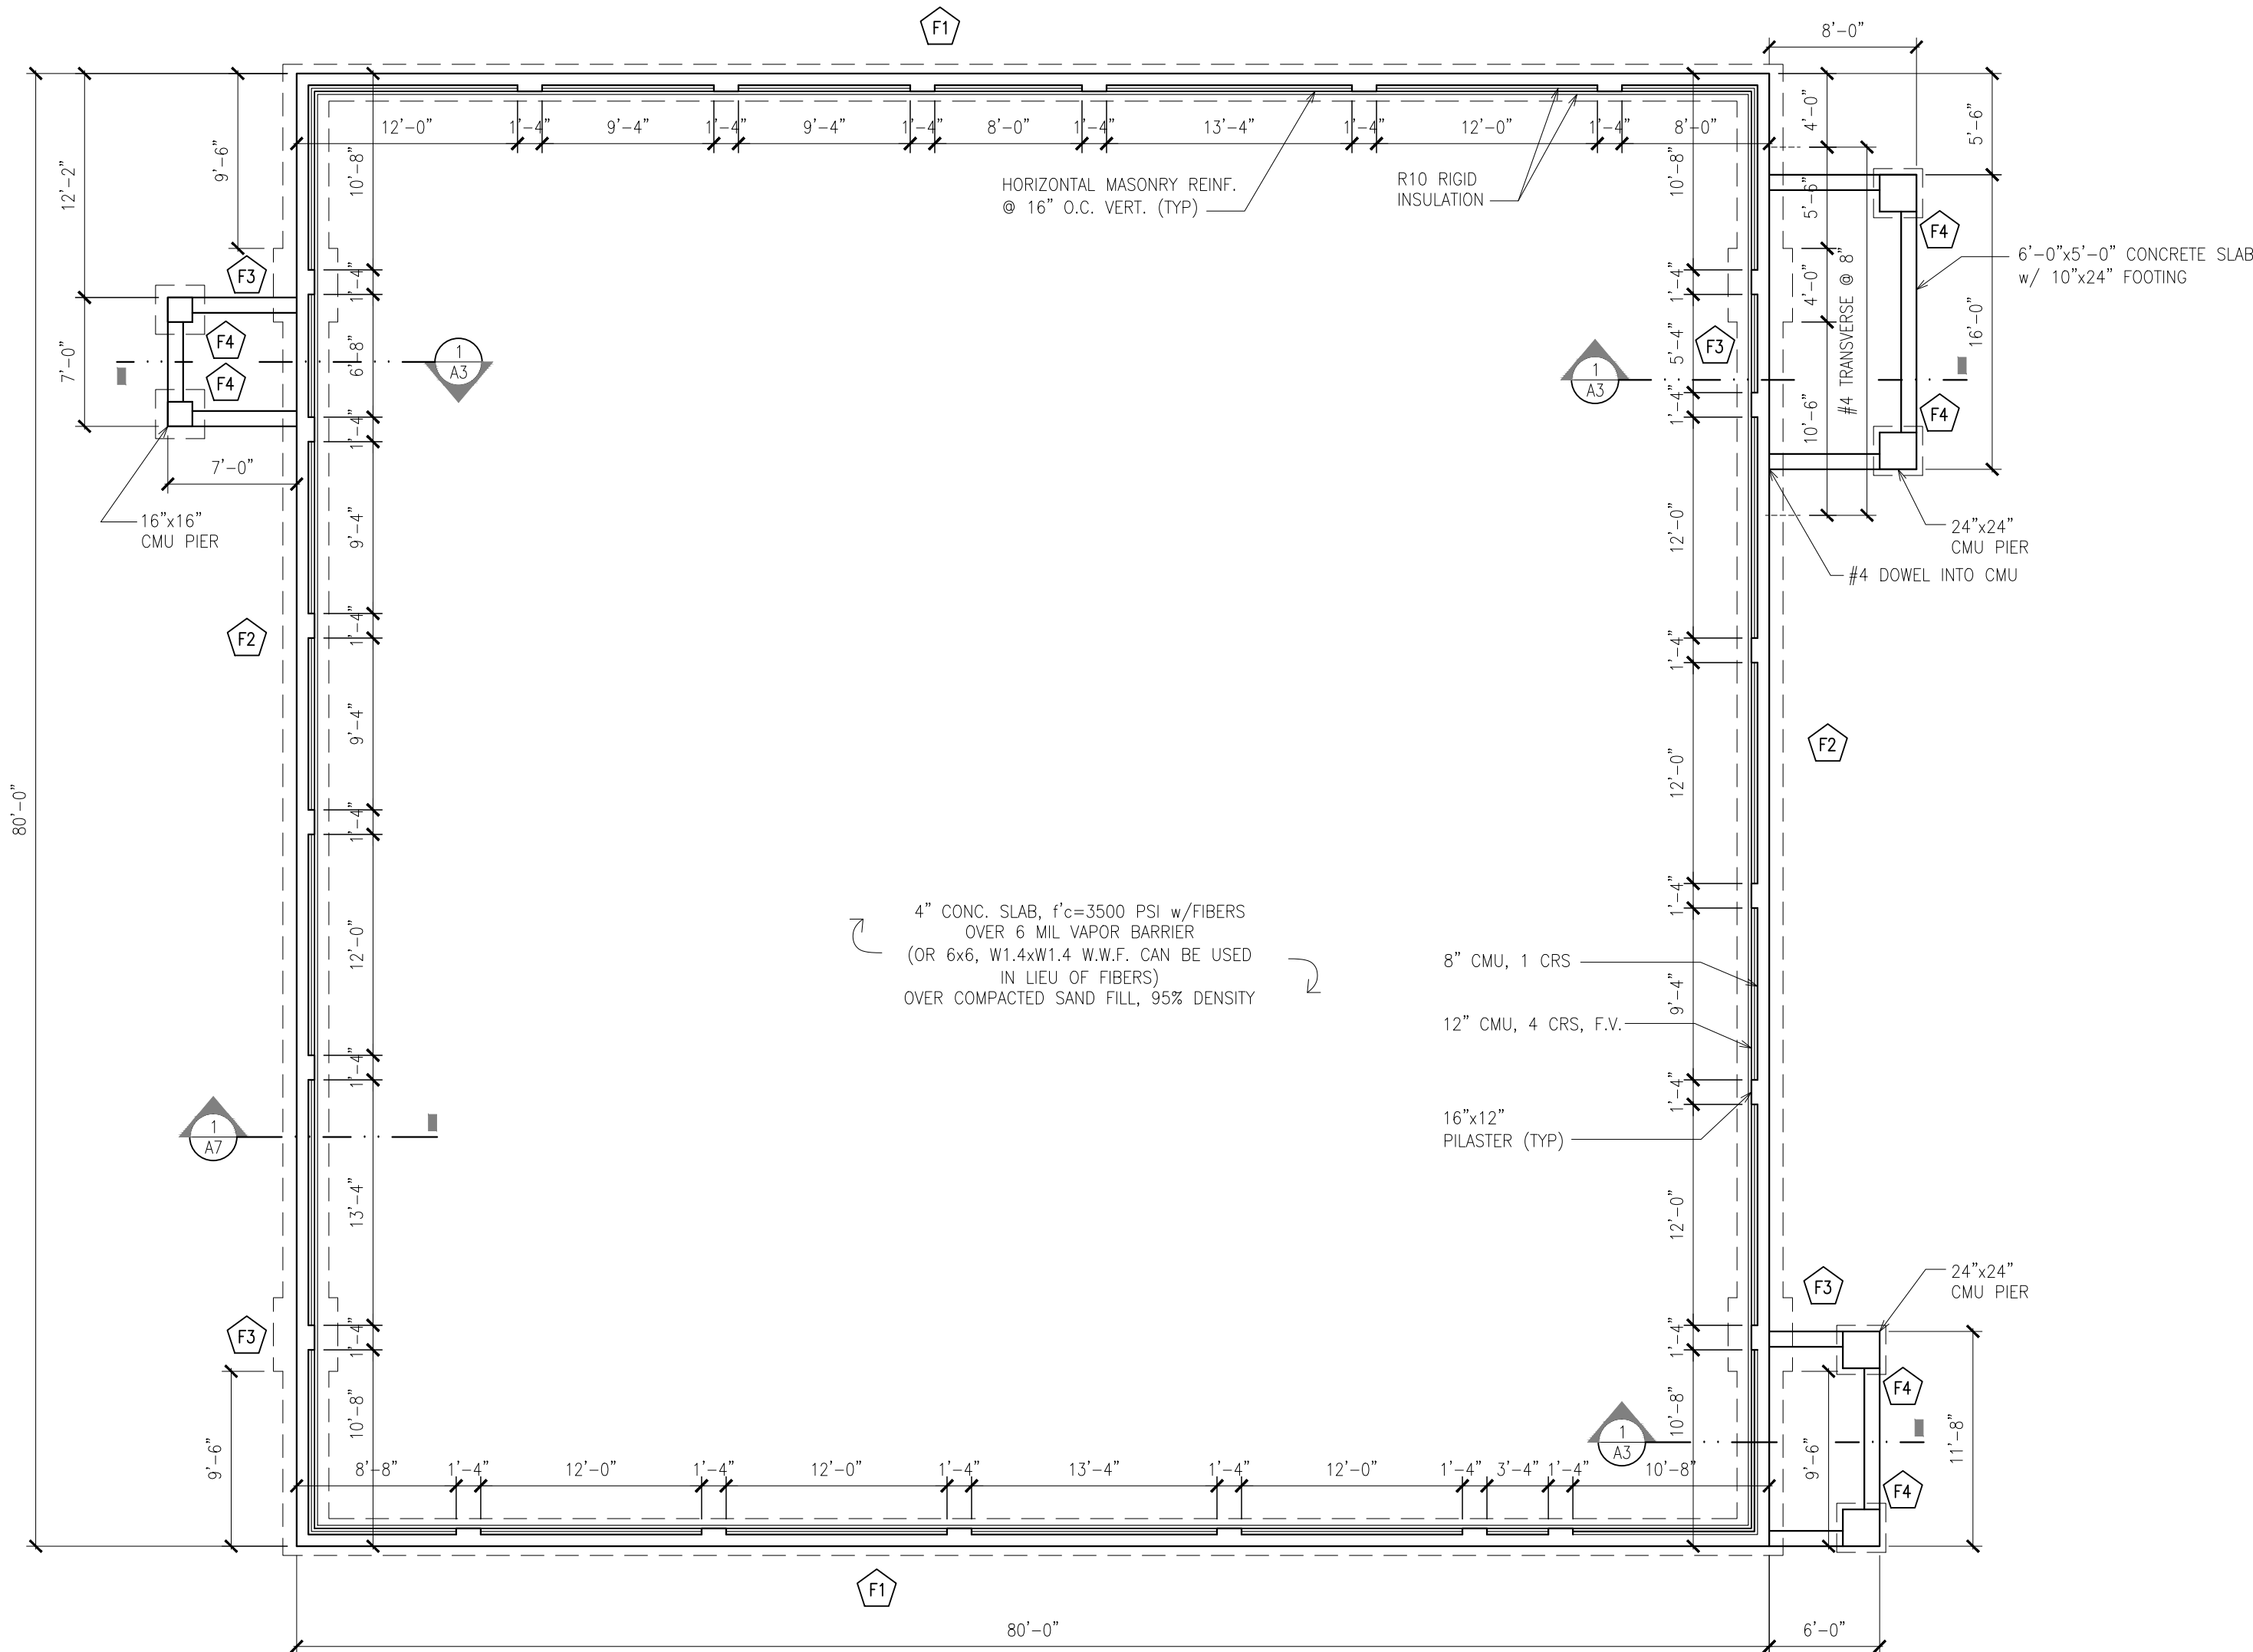 F1
8'-0"
12'-0"
1'-4"
9'-4"
1'-4"
9'-4"
1'-4"
8'-0"
1'-4"
13'-4"
1'-4"
12'-0"
1'-4"
8'-0"
4'-0"
5'-6"
12'-2"
9'-6"
10'-8"
10'-8"
HORIZONTAL MASONRY REINF.
@ 16" O.C. VERT. (TYP)
R10 RIGID
INSULATION
5'-6"
F4
6'-0"x5'-0" CONCRETE SLAB
w/ 10"x24" FOOTING
F3
1'-4"
1'-4"
4'-0"
#4 TRANSVERSE @ 8"
16'-0"
7'-0"
F4
F4
6'-8"
1
A3
1
A3
5'-4"
F3
1'-4"
10'-6"
F4
1'-4"
7'-0"
16"x16"
CMU PIER
9'-4"
12'-0"
24"x24"
CMU PIER
#4 DOWEL INTO CMU
F2
1'-4"
1'-4"
80'-0"
9'-4"
12'-0"
F2
1'-4"
1'-4"
4" CONC. SLAB, f'c=3500 PSI w/FIBERS
OVER 6 MIL VAPOR BARRIER
(OR 6x6, W1.4xW1.4 W.W.F. CAN BE USED
IN LIEU OF FIBERS)
OVER COMPACTED SAND FILL, 95% DENSITY
12'-0"
8" CMU, 1 CRS
9'-4"
12" CMU, 4 CRS, F.V.
1'-4"
1'-4"
16"x12"
PILASTER (TYP)
1
A7
13'-4"
12'-0"
F3
24"x24"
CMU PIER
F3
1'-4"
1'-4"
10'-8"
10'-8"
F4
9'-6"
1
A3
9'-6"
11'-8"
F4
8'-8"
1'-4"
12'-0"
1'-4"
12'-0"
1'-4"
13'-4"
1'-4"
12'-0"
1'-4"
3'-4"
1'-4"
10'-8"
F1
80'-0"
6'-0"